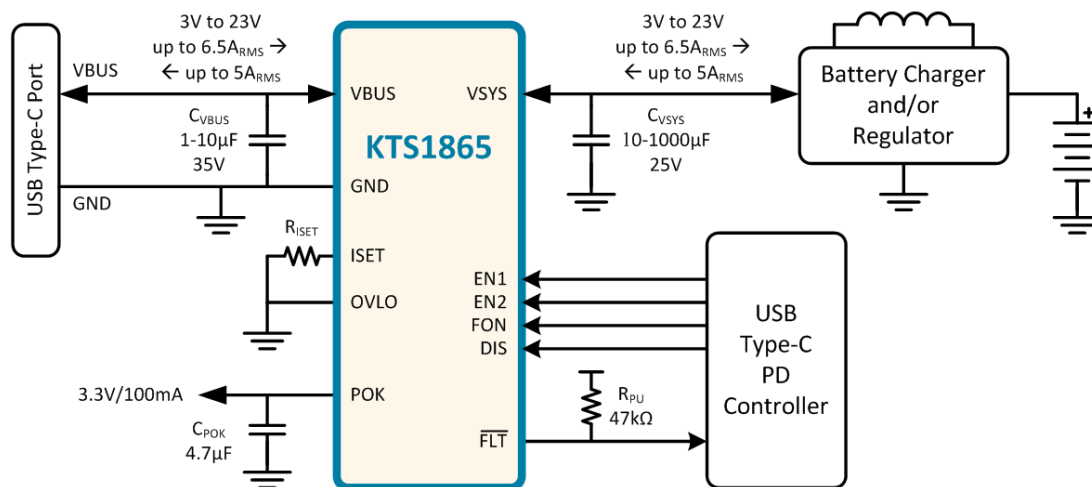 3V to 23V
up to 6.5A_RMS →
← up to 5A_RMS
3V to 23V
up to 6.5A_RMS →
← up to 5A_RMS
USB Type-C Port
VBUS
GND
C_VBUS
1-10µF
35V
VBUS
VSYS
KTS1865
GND
C_VSYS
10-1000µF
25V
Battery Charger
and/or
Regulator
+
R_ISET
ISET
OVLO
EN1
EN2
FON
DIS
USB
Type-C
PD
Controller
3.3V/100mA
POK
C_POK
4.7µF
R_PU
47kΩ
FLT